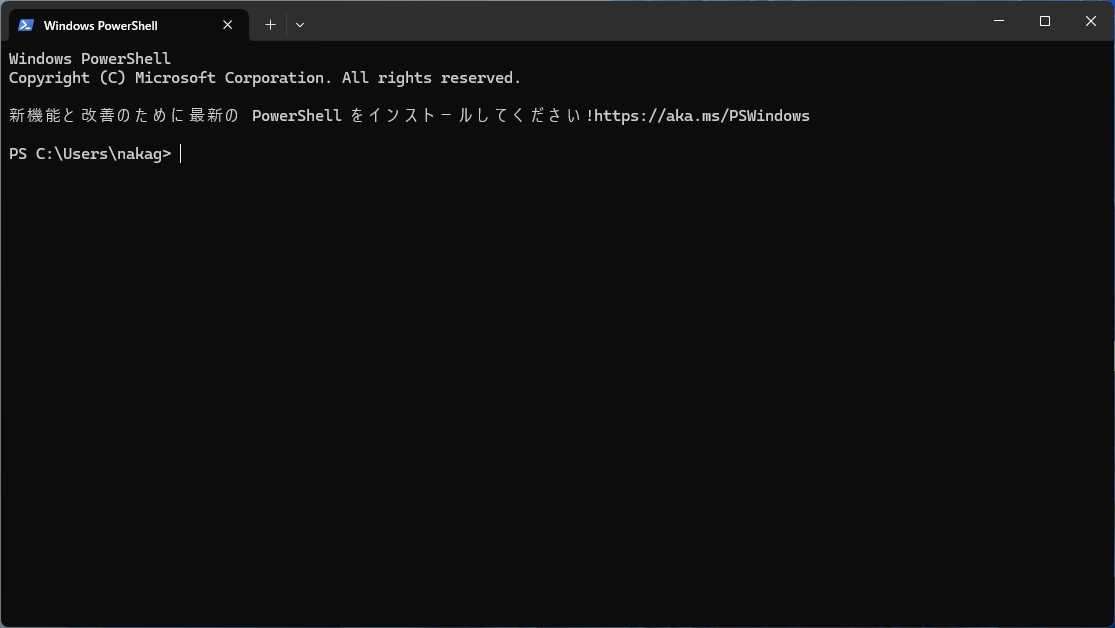 Windows PowerShell
Windows PowerShell
Copyright (C) Microsoft Corporation. All rights reserved.
新機能と改善のために最新の PowerShell をインストールしてください!https://aka.ms/PSWindows
PS C:\Users\nakag>